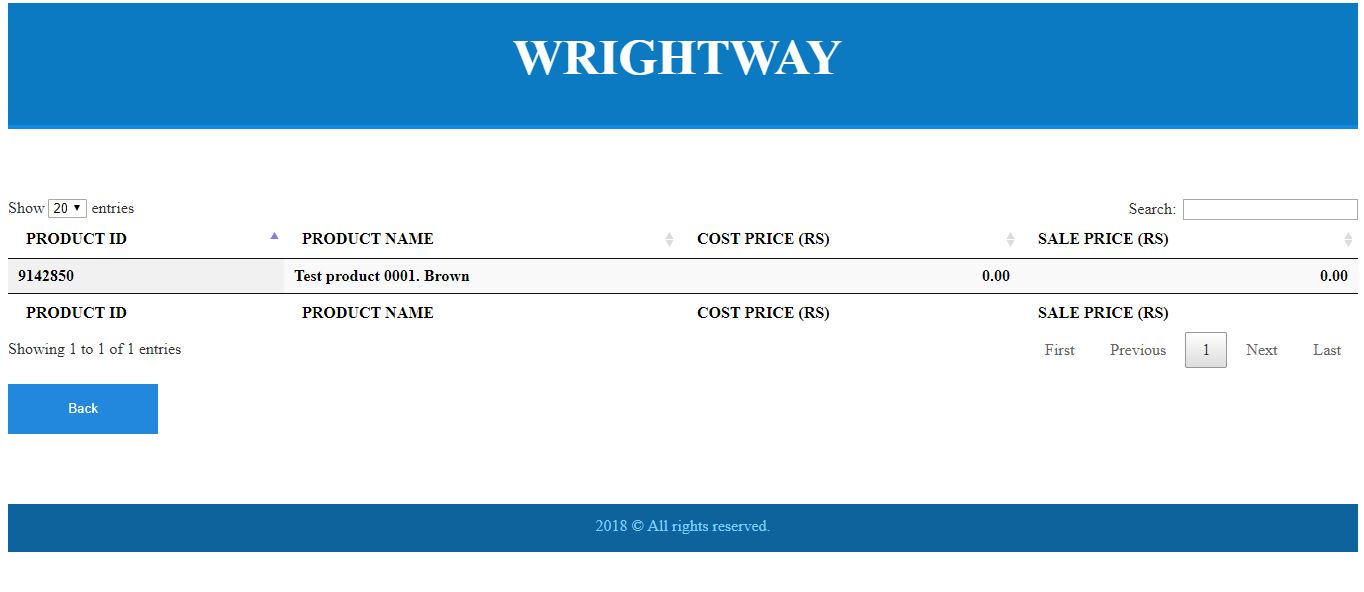 WRIGHTWAY
Show 20 entries Search:
PRODUCT ID PRODUCT NAME COST PRICE (RS) SALE PRICE (RS)
9142850 Test product 0001. Brown 0.00 0.00
PRODUCT ID PRODUCT NAME COST PRICE (RS) SALE PRICE (RS)
Showing 1 to 1 of 1 entries First Previous 1 Next Last
Back
2018 © All rights reserved.